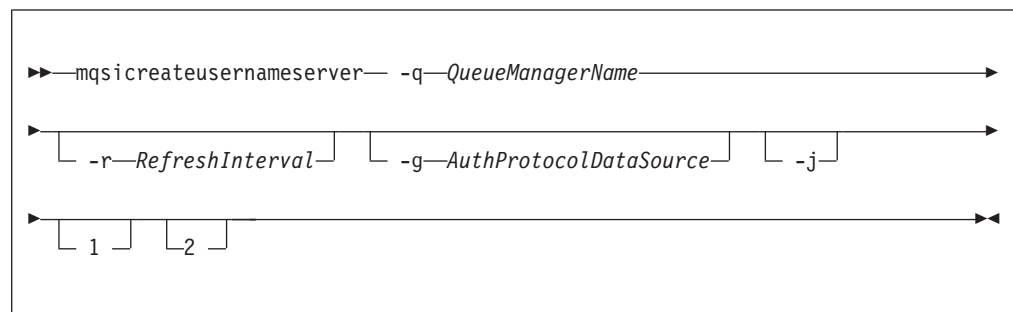 mqsicreateusernameserver -q QueueManagerName
-r RefreshInterval -g AuthProtocolDataSource -j
1 2